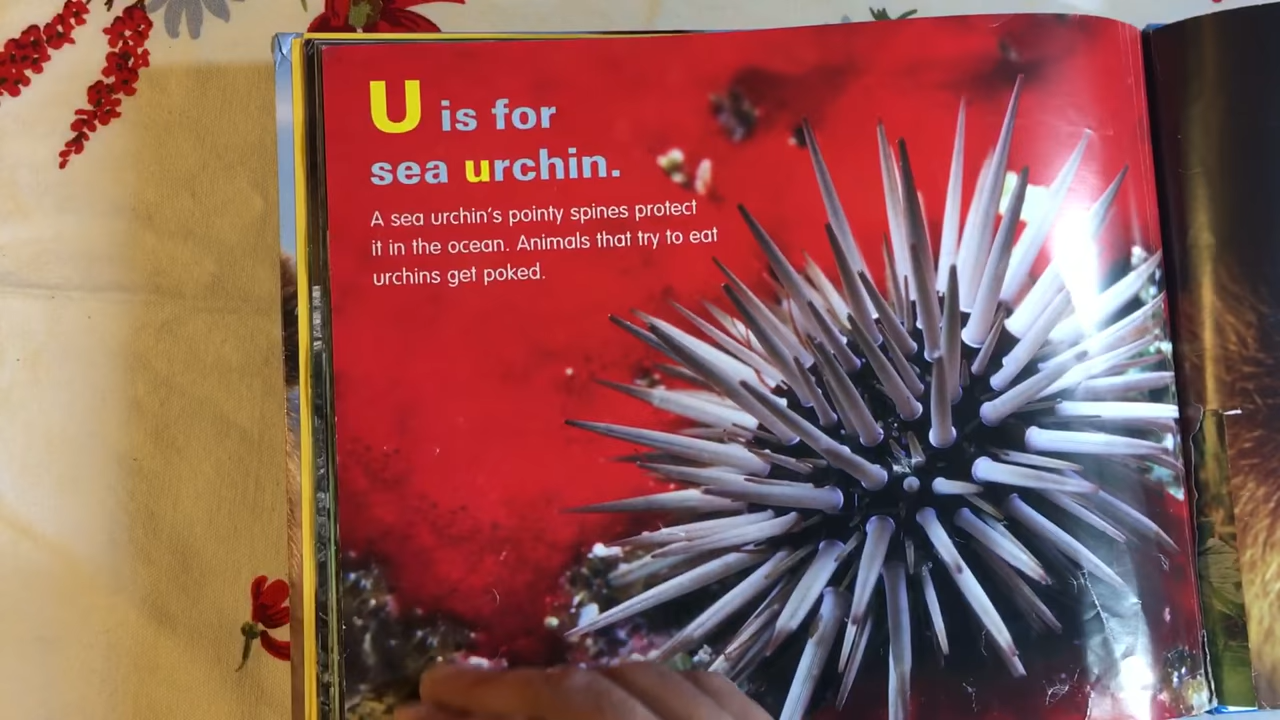 U is for
sea urchin.
A sea urchin's pointy spines protect
it in the ocean. Animals that try to eat
urchins get poked.